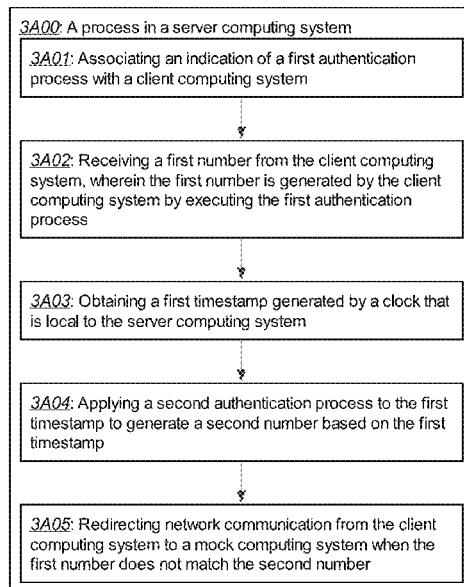 3A00: A process in a server computing system
3A01: Associating an indication of a first authentication
process with a client computing system
3A02: Receiving a first number from the client computing
system, wherein the first number is generated by the client
computing system by executing the first authentication
process
3A03: Obtaining a first timestamp generated by a clock that
is local to the server computing system
3A04: Applying a second authentication process to the first
timestamp to generate a second number based on the first
timestamp
3A05: Redirecting network communication from the client
computing system to a mock computing system when the
first number does not match the second number